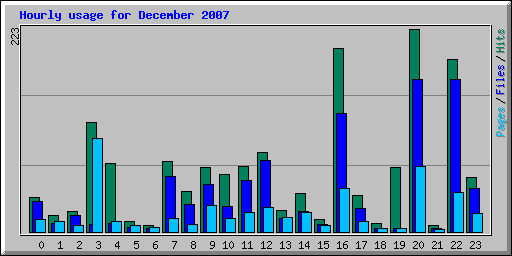 Hourly usage for December 2007
223
Pages / Files / Hits
0 1 2 3 4 5 6 7 8 9 10 11 12 13 14 15 16 17 18 19 20 21 22 23